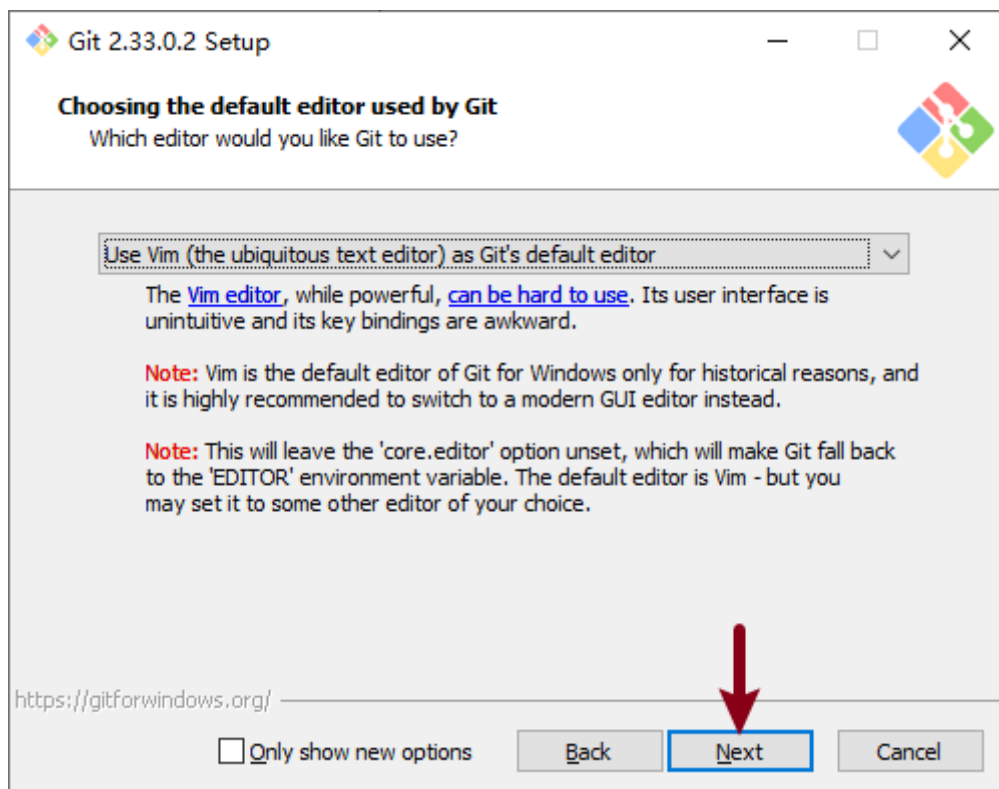 Git 2.33.0.2 Setup
Choosing the default editor used by Git
Which editor would you like Git to use?
Use Vim (the ubiquitous text editor) as Git's default editor
The Vim editor, while powerful, can be hard to use. Its user interface is
unintuitive and its key bindings are awkward.
Note: Vim is the default editor of Git for Windows only for historical reasons, and
it is highly recommended to switch to a modern GUI editor instead.
Note: This will leave the 'core.editor' option unset, which will make Git fall back
to the 'EDITOR' environment variable. The default editor is Vim - but you
may set it to some other editor of your choice.
https://gitforwindows.org/
Only show new options Back Next Cancel